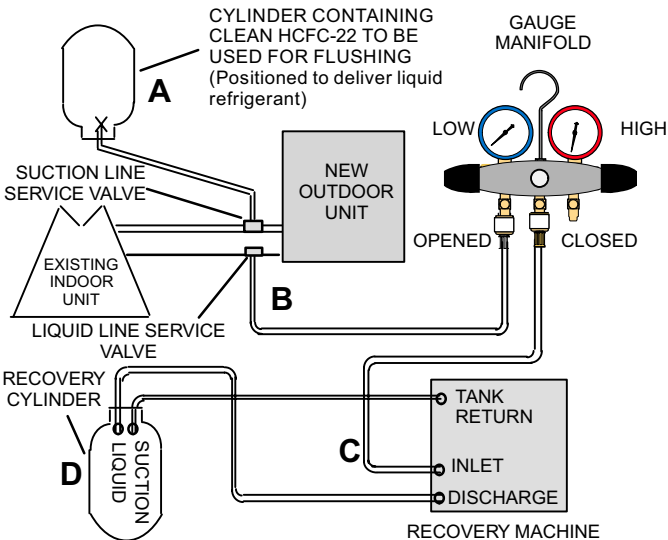 CYLINDER CONTAINING
CLEAN HCFC-22 TO BE
USED FOR FLUSHING
(Positioned to deliver liquid
refrigerant)
A
GAUGE
MANIFOLD
LOW
HIGH
SUCTION LINE
SERVICE VALVE
NEW
OUTDOOR
UNIT
OPENED
CLOSED
EXISTING
INDOOR
UNIT
B
LIQUID LINE SERVICE
VALVE
RECOVERY
CYLINDER
TANK
RETURN
C
D
LIQUID
SUCTION
INLET
DISCHARGE
RECOVERY MACHINE